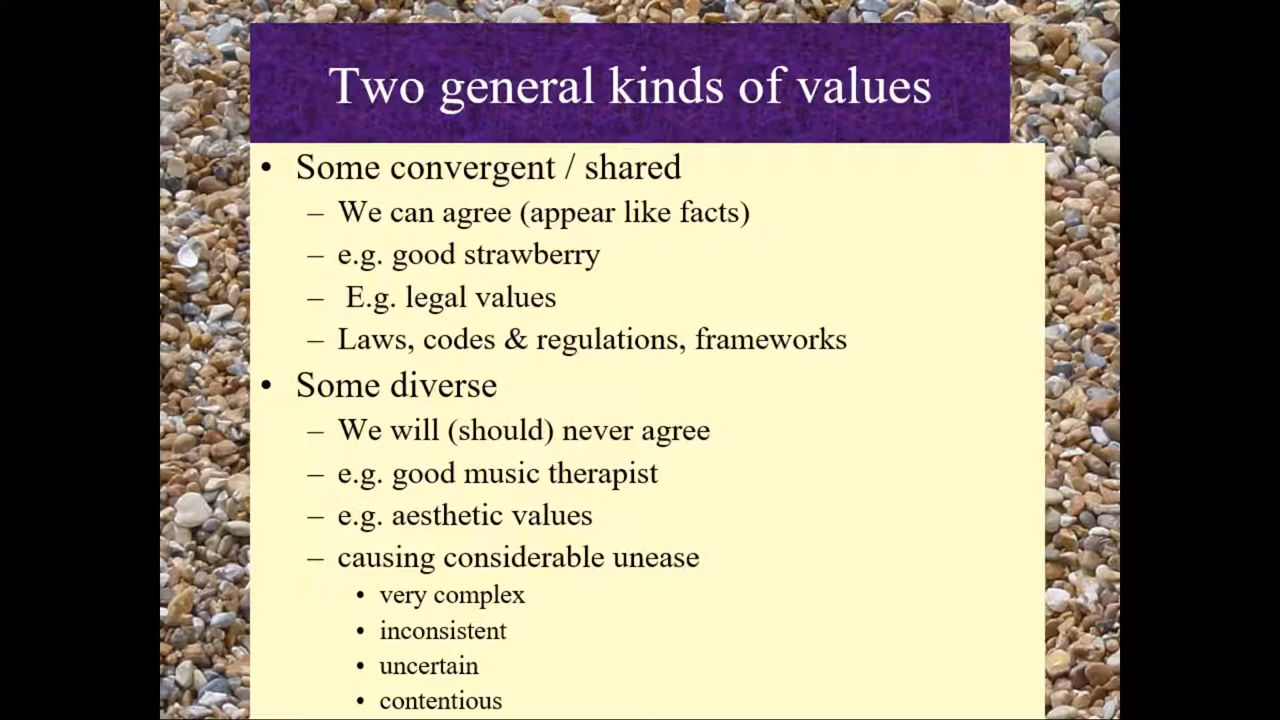 Two general kinds of values
• Some convergent / shared
– We can agree (appear like facts)
– e.g. good strawberry
– E.g. legal values
– Laws, codes & regulations, frameworks
• Some diverse
– We will (should) never agree
– e.g. good music therapist
– e.g. aesthetic values
– causing considerable unease
• very complex
• inconsistent
• uncertain
• contentious